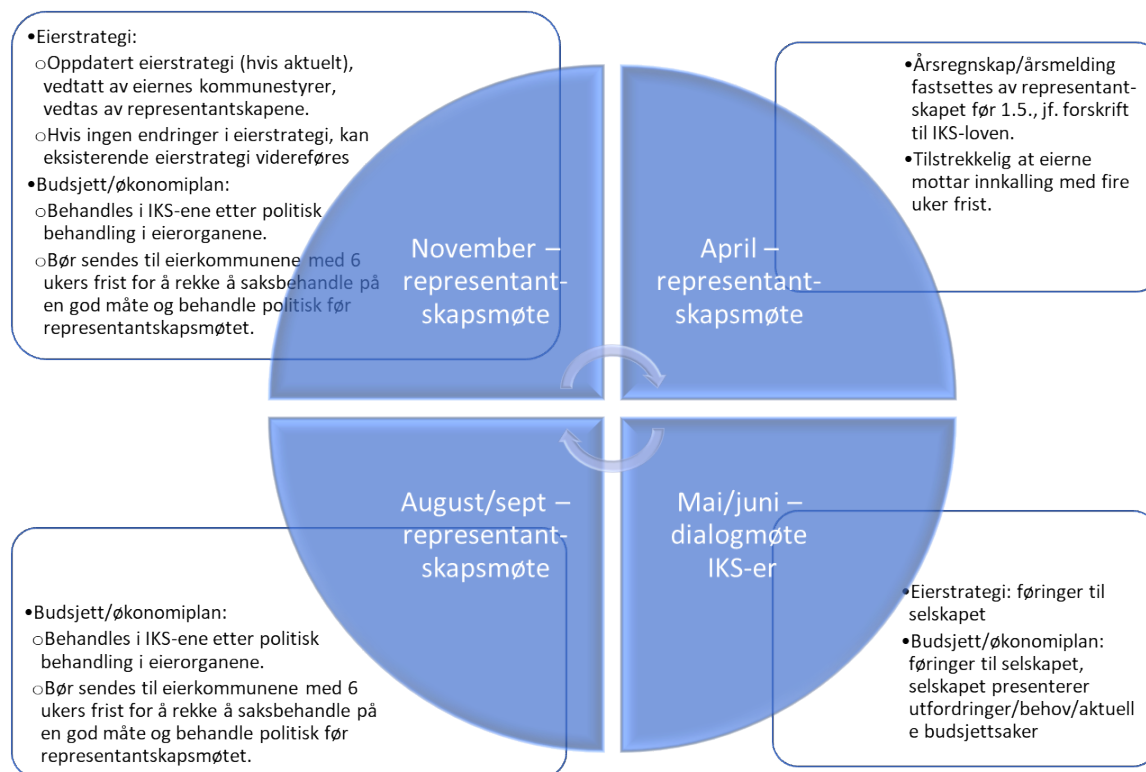 •Eierstrategi:
oOppdatert eierstrategi (hvis aktuelt),
vedtatt av eiernes kommunestyrer,
vedtas av representantskapene.
oHvis ingen endringer i eierstrategi, kan
eksisterende eierstrategi videreføres
•Budsjett/økonomiplan:
oBehandles i IKS-ene etter politisk
behandling i eierorganene.
oBør sendes til eierkommunene med 6
ukers frist for å rekke å saksbehandle på
en god måte og behandle politisk før
representantskapsmøtet.
November –
representant-
skapsmøte
•Årsregnskap/årsmelding
fastsettes av representant-
skapet før 1.5., jf. forskrift
til IKS-loven.
•Tilstrekkelig at eierne
mottar innkalling med fire
uker frist.
April –
representant-
skapsmøte
August/sept –
representant-
skapsmøte
•Budsjett/økonomiplan:
oBehandles i IKS-ene etter politisk
behandling i eierorganene.
oBør sendes til eierkommunene med 6
ukers frist for å rekke å saksbehandle på
en god måte og behandle politisk før
representantskapsmøtet.
Mai/juni –
dialogmøte
IKS-er
•Eierstrategi: føringer til
selskapet
•Budsjett/økonomiplan:
føringer til selskapet,
selskapet presenterer
utfordringer/behov/aktuell
e budsjettsaker